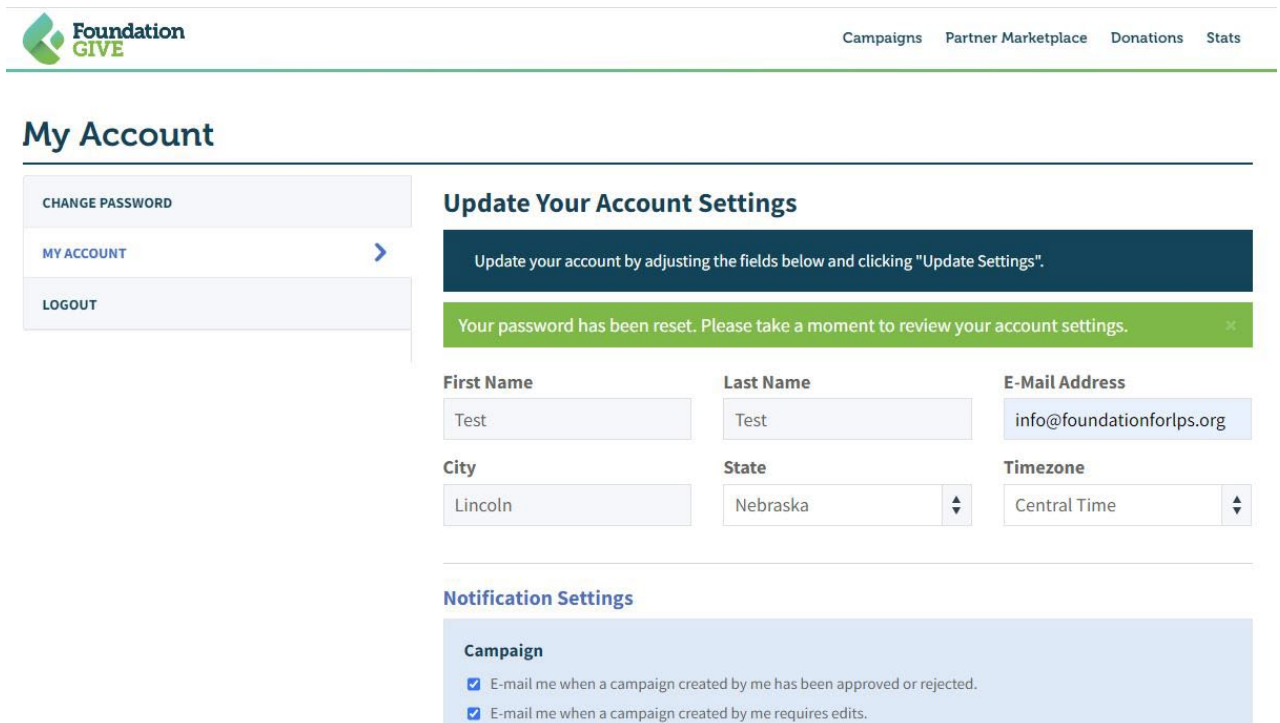 Foundation
GIVE
Campaigns Partner Marketplace Donations Stats
My Account
CHANGE PASSWORD
MY ACCOUNT
LOGOUT
Update Your Account Settings
Update your account by adjusting the fields below and clicking "Update Settings".
Your password has been reset. Please take a moment to review your account settings. ×
First Name Last Name E-Mail Address
Test Test info@foundationforlps.org
City State Timezone
Lincoln Nebraska Central Time
Notification Settings
Campaign
E-mail me when a campaign created by me has been approved or rejected.
E-mail me when a campaign created by me requires edits.